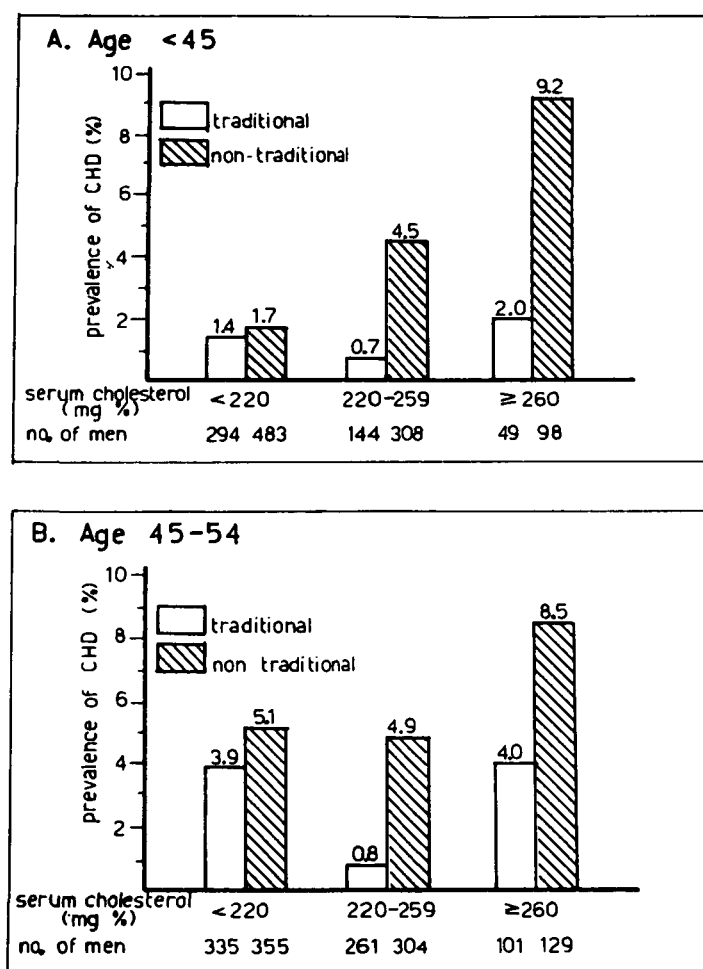 A. Age <45
prevalence of CHD (%)
10
8
6
4
2
traditional
non-traditional
1.4 1.7
0.7 4.5
2.0 9.2
serum cholesterol
(mg %)
<220 220-259 ≥260
no. of men 294 483 144 308 49 98
B. Age 45-54
prevalence of CHD (%)
10
8
6
4
2
traditional
non traditional
3.9 5.1
0.8 4.9
4.0 8.5
serum cholesterol
(mg %)
<220 220-259 ≥260
no. of men 335 355 261 304 101 129